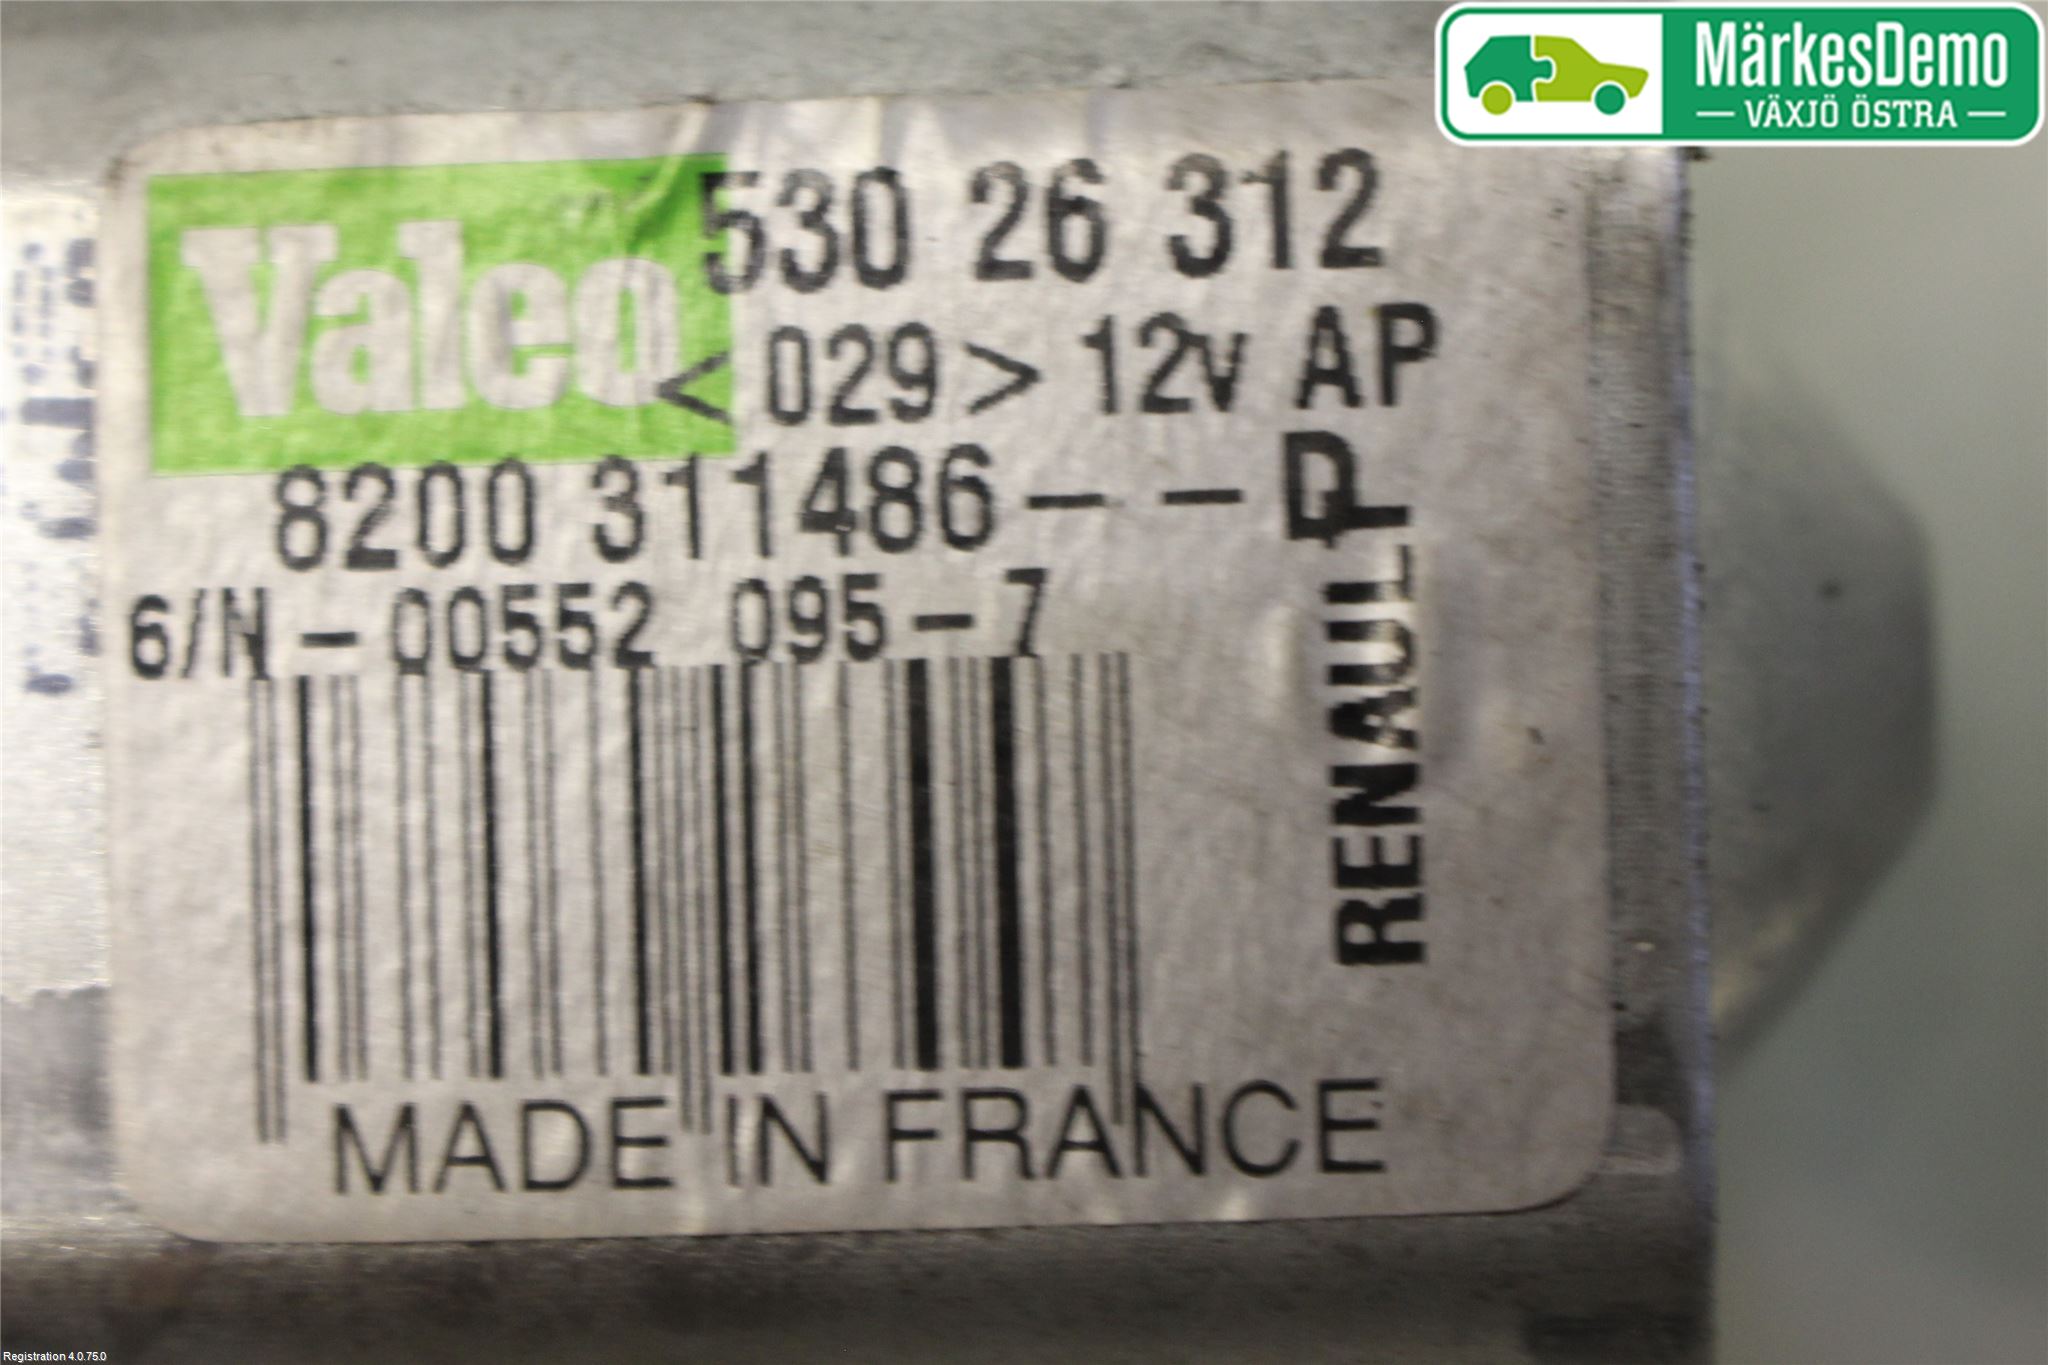 MärkesDemo
VÄXJÖ ÖSTRA
Valeo
530 26 312
<029> 12V AP
8200 311486-- D
6/N-00552 095-7
RENAULT
MADE IN FRANCE
Registration 4.0.75.0